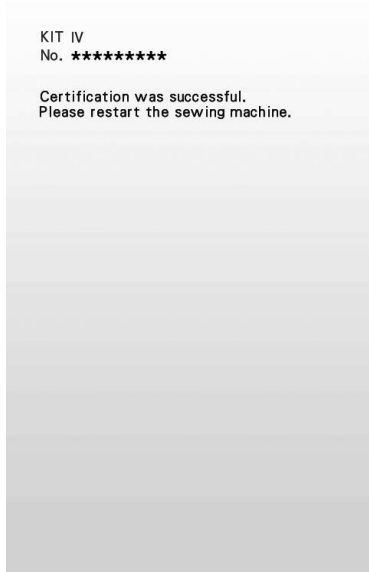 KIT IV
No. *********
Certification was successful.
Please restart the sewing machine.